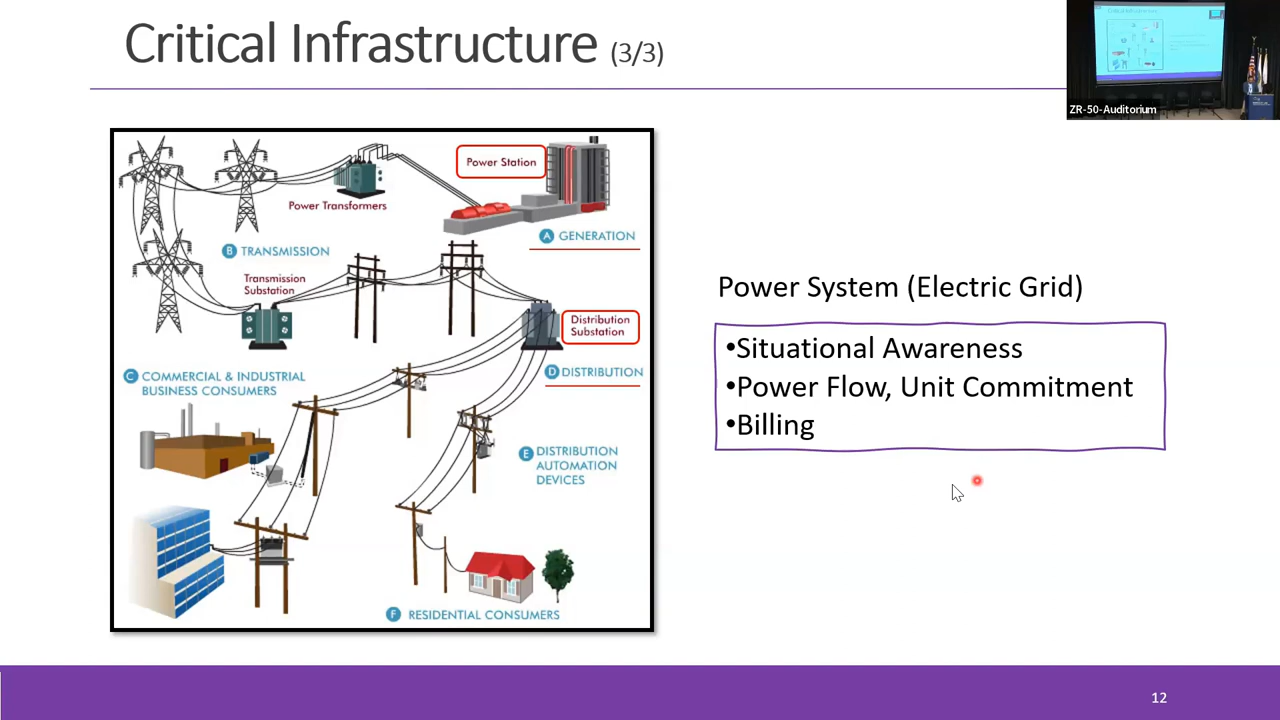 Critical Infrastructure (3/3)
ZR-50-Auditorium
Power Station
Power Transformers
A GENERATION
B TRANSMISSION
Transmission
Substation
Distribution
Substation
C COMMERCIAL & INDUSTRIAL
BUSINESS CONSUMERS
D DISTRIBUTION
E DISTRIBUTION
AUTOMATION
DEVICES
F RESIDENTIAL CONSUMERS
Power System (Electric Grid)
•Situational Awareness
•Power Flow, Unit Commitment
•Billing
12